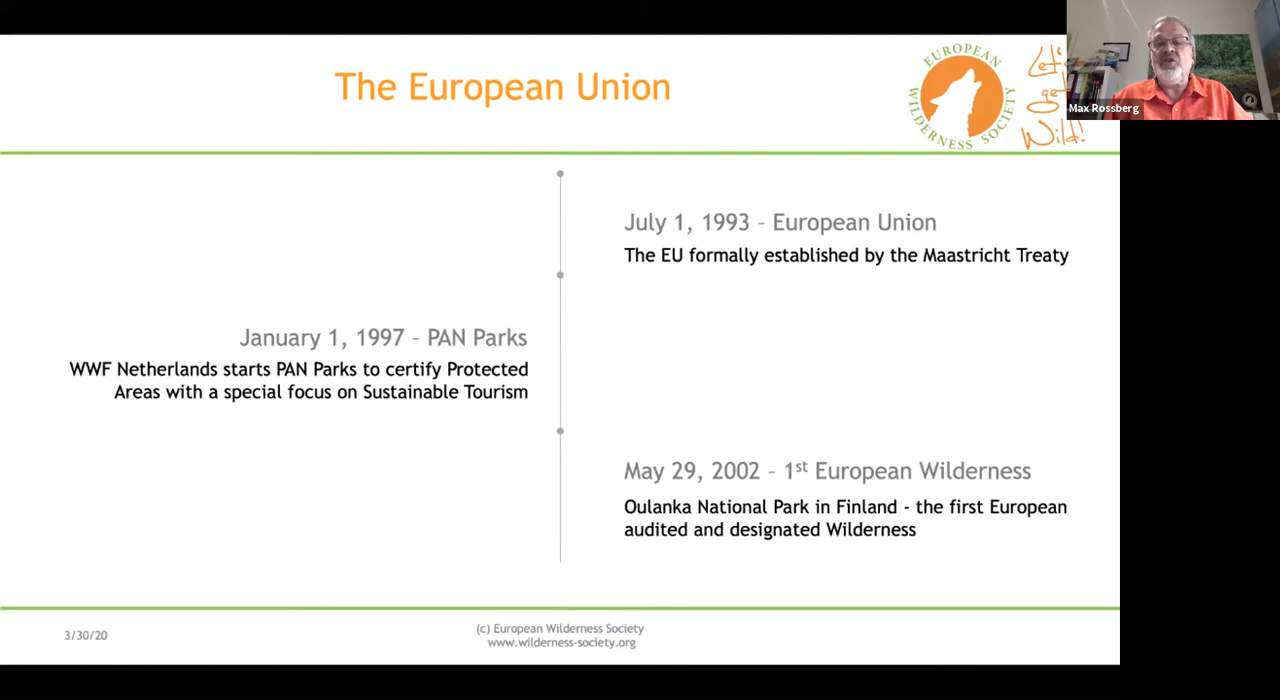 The European Union
EUROPEAN
WILDERNESS SOCIETY
Let's
get
Wild!
Max Rossberg
July 1, 1993 – European Union
The EU formally established by the Maastricht Treaty
January 1, 1997 – PAN Parks
WWF Netherlands starts PAN Parks to certify Protected
Areas with a special focus on Sustainable Tourism
May 29, 2002 – 1st European Wilderness
Oulanka National Park in Finland - the first European
audited and designated Wilderness
3/30/20
(c) European Wilderness Society
www.wilderness-society.org